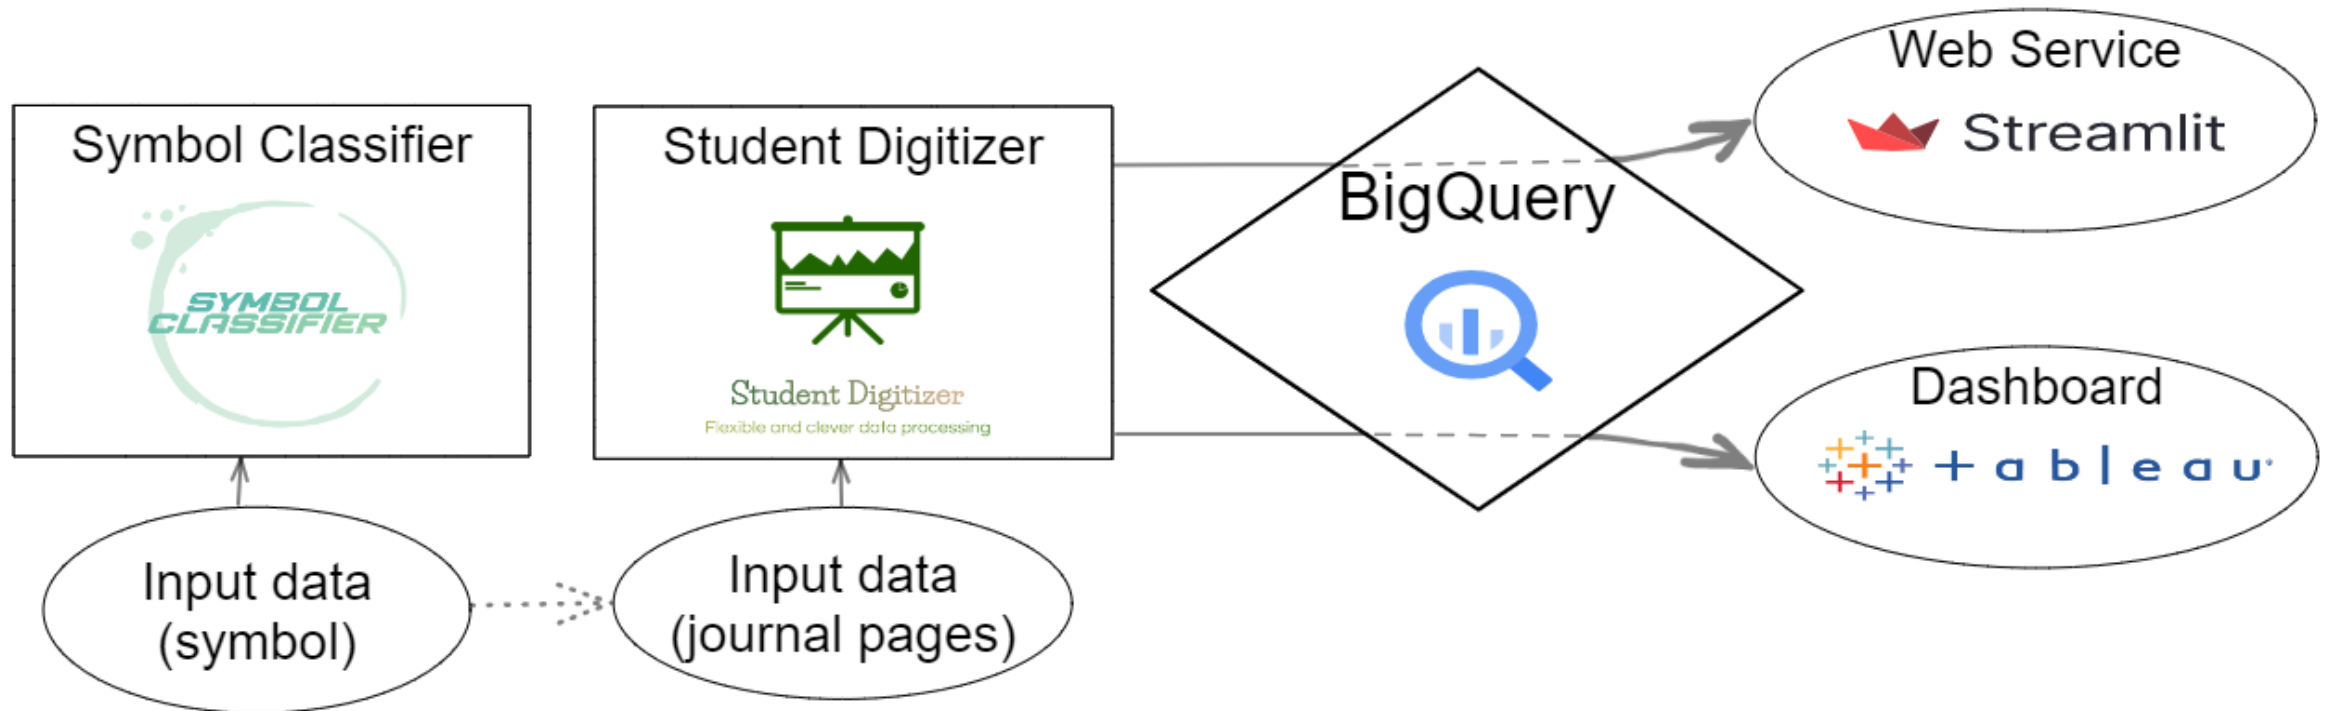 Symbol Classifier
SYMBOL
CLASSIFIER
Input data
(symbol)
Student Digitizer
Student Digitizer
Flexible and clever data processing
Input data
(journal pages)
BigQuery
Web Service
Streamlit
Dashboard
+ableau